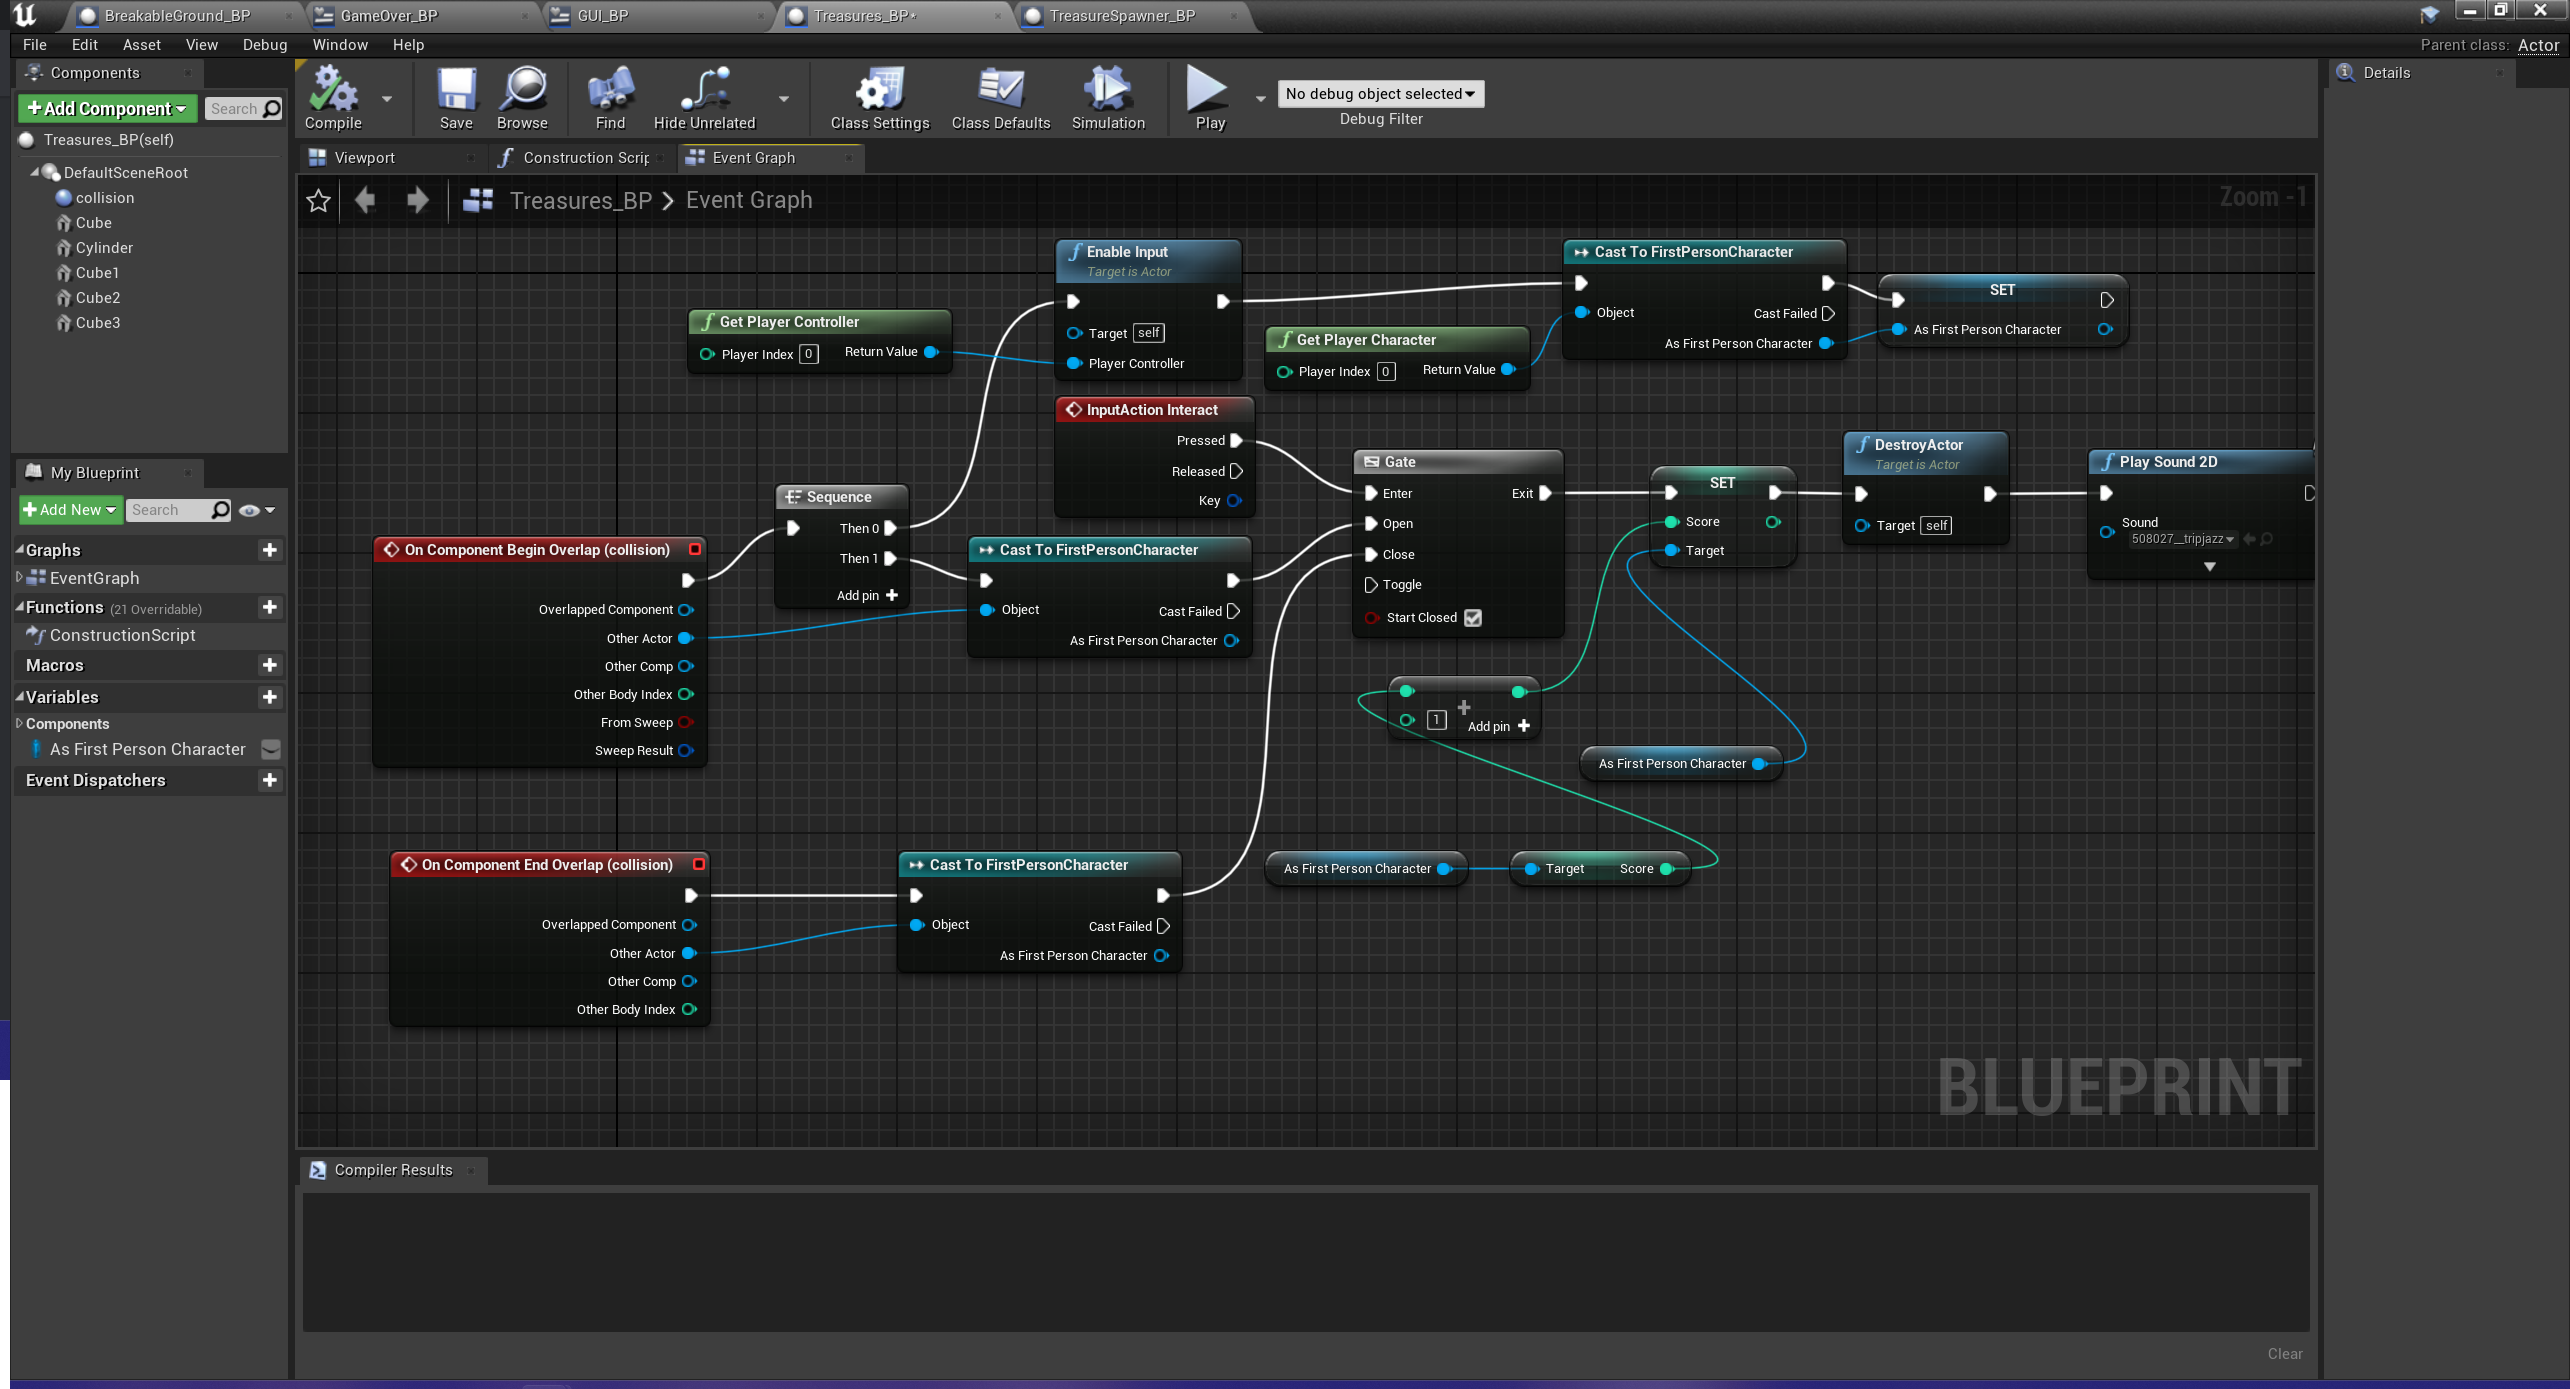 BreakableGround_BP
GameOver_BP
GUI_BP
Treasures_BP*
TreasureSpawner_BP
File Edit Asset View Debug Window Help
Parent class: Actor
Components
Add Component
Search
Treasures_BP(self)
DefaultSceneRoot
collision
Cube
Cylinder
Cube1
Cube2
Cube3
Compile
Save
Browse
Find
Hide Unrelated
Class Settings
Class Defaults
Simulation
Play
No debug object selected
Debug Filter
Details
Viewport
Construction Scrip
Event Graph
Treasures_BP > Event Graph
Zoom -1
My Blueprint
Add New
Search
Graphs
EventGraph
Functions (21 Overridable)
ConstructionScript
Macros
Variables
Components
As First Person Character
Event Dispatchers
Enable Input
Target is Actor
Target self
Player Controller
Get Player Controller
Player Index 0
Return Value
Get Player Character
Player Index 0
Return Value
Cast To FirstPersonCharacter
Object
Cast Failed
As First Person Character
SET
As First Person Character
InputAction Interact
Pressed
Released
Key
Sequence
Then 0
Then 1
Add pin
On Component Begin Overlap (collision)
Overlapped Component
Other Actor
Other Comp
Other Body Index
From Sweep
Sweep Result
Cast To FirstPersonCharacter
Object
Cast Failed
As First Person Character
Gate
Enter
Exit
Open
Close
Toggle
Start Closed
SET
Score
Target
DestroyActor
Target is Actor
Target self
Play Sound 2D
Sound
508027__tripjazz
1
Add pin
As First Person Character
As First Person Character
Target
Score
On Component End Overlap (collision)
Overlapped Component
Other Actor
Other Comp
Other Body Index
Cast To FirstPersonCharacter
Object
Cast Failed
As First Person Character
BLUEPRINT
Compiler Results
Clear